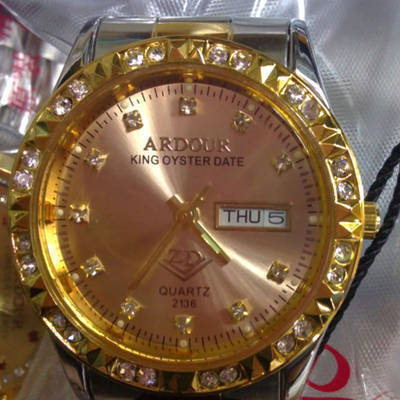 ARDOUR
KING OYSTER DATE
THU 5
QUARTZ
2136